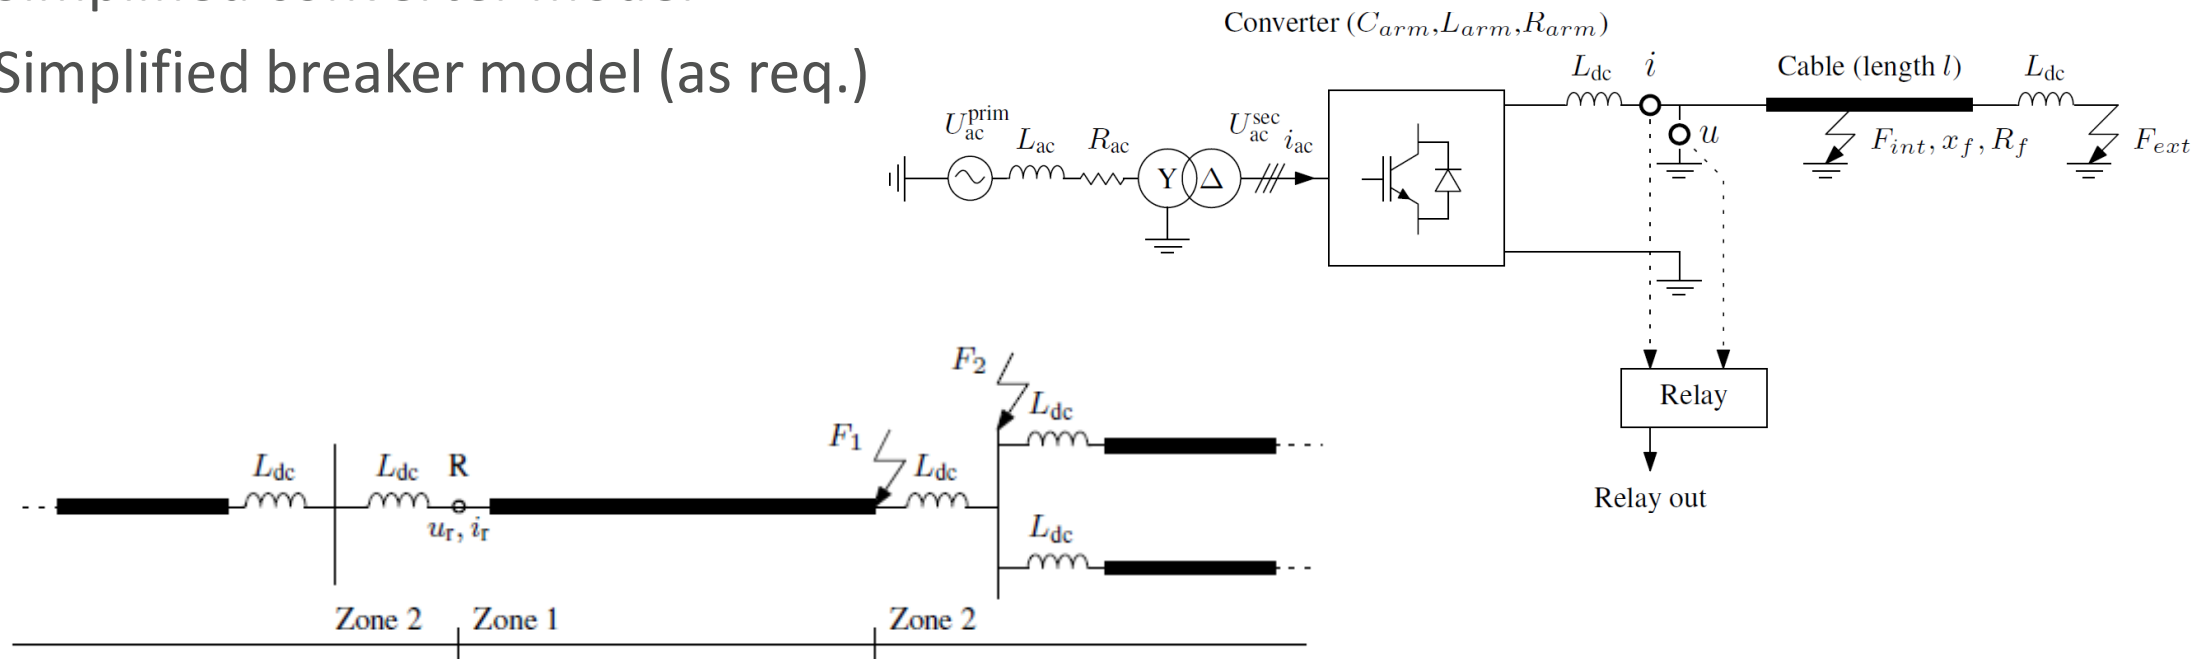 Simplified breaker model (as req.)
Converter (C_arm,L_arm,R_arm)
L_dc i Cable (length l) L_dc
U_ac^prim L_ac R_ac U_ac^sec i_ac
u F_int, x_f, R_f F_ext
Y Δ
Relay
Relay out
F_2
L_dc
F_1
L_dc L_dc R L_dc
u_r, i_r
L_dc
Zone 2 Zone 1 Zone 2